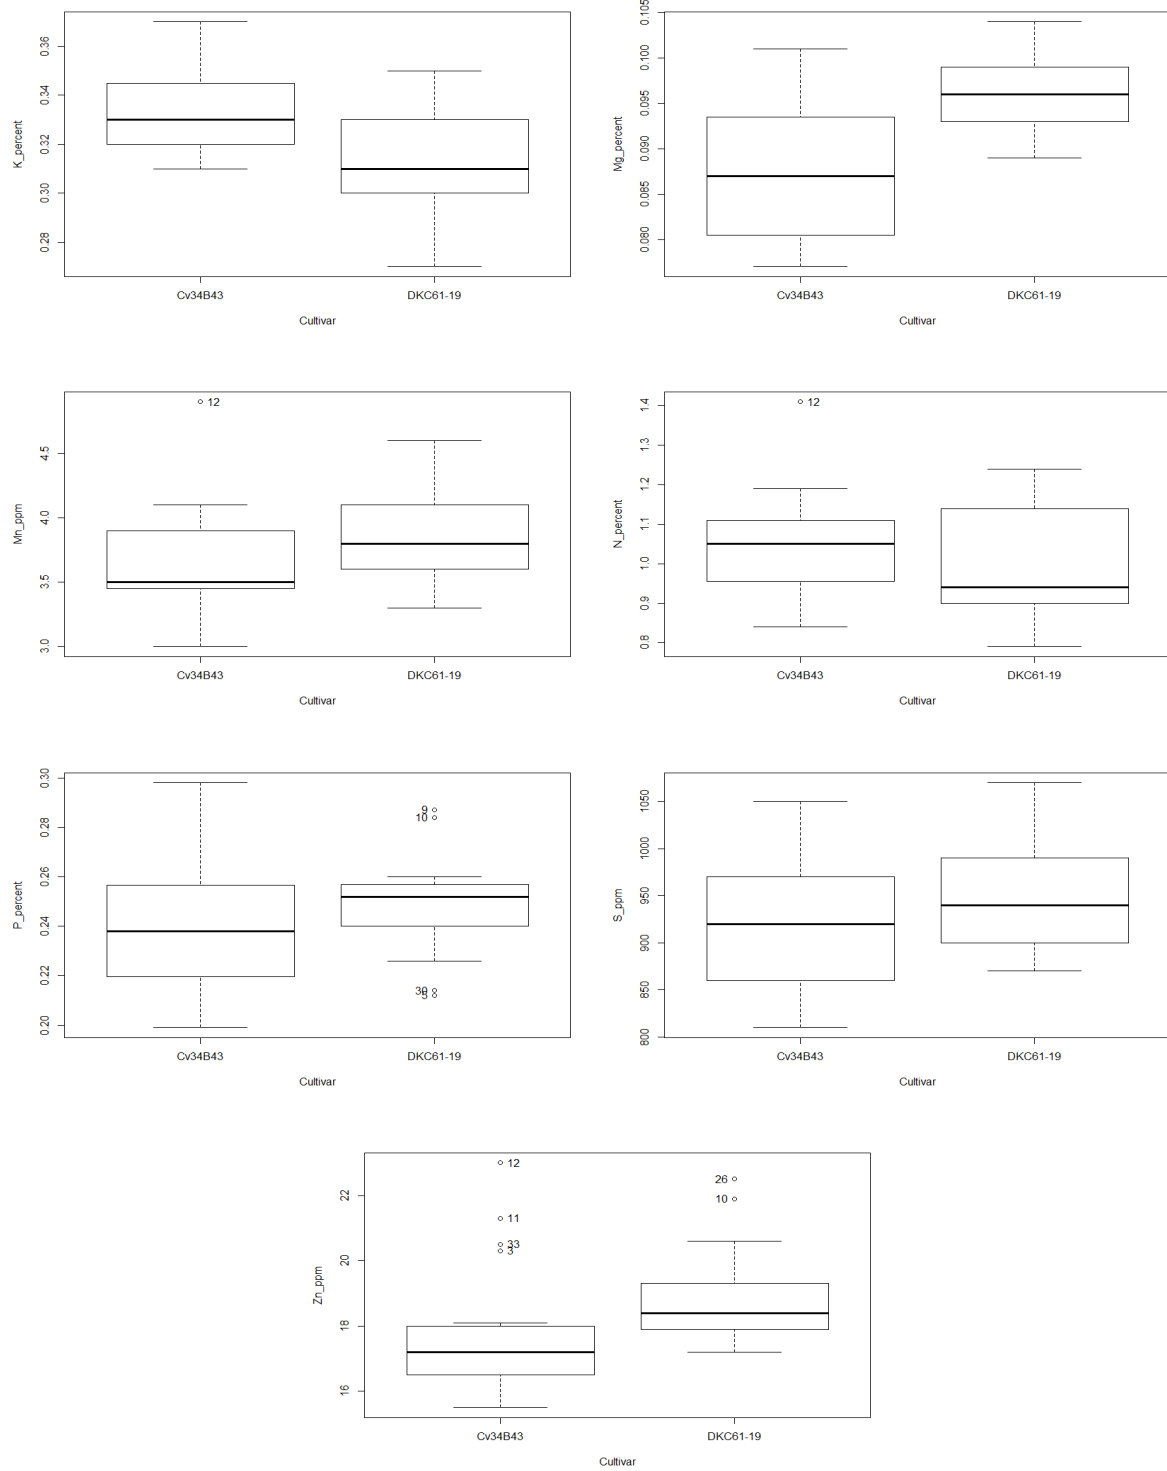 K_percent
0.36
0.34
0.32
0.30
0.28
Cv34B43 DKC61-19
Cultivar
Mg_percent
0.105
0.100
0.095
0.090
0.085
0.080
Cv34B43 DKC61-19
Cultivar
Mn_ppm
4.5
4.0
3.5
3.0
12
Cv34B43 DKC61-19
Cultivar
N_percent
1.4
1.3
1.2
1.1
1.0
0.9
0.8
12
Cv34B43 DKC61-19
Cultivar
P_percent
0.30
0.28
0.26
0.24
0.22
0.20
9
10
30
5
Cv34B43 DKC61-19
Cultivar
S_ppm
1050
1000
950
900
850
800
Cv34B43 DKC61-19
Cultivar
Zn_ppm
22
20
18
16
12
11
33
3
26
10
Cv34B43 DKC61-19
Cultivar